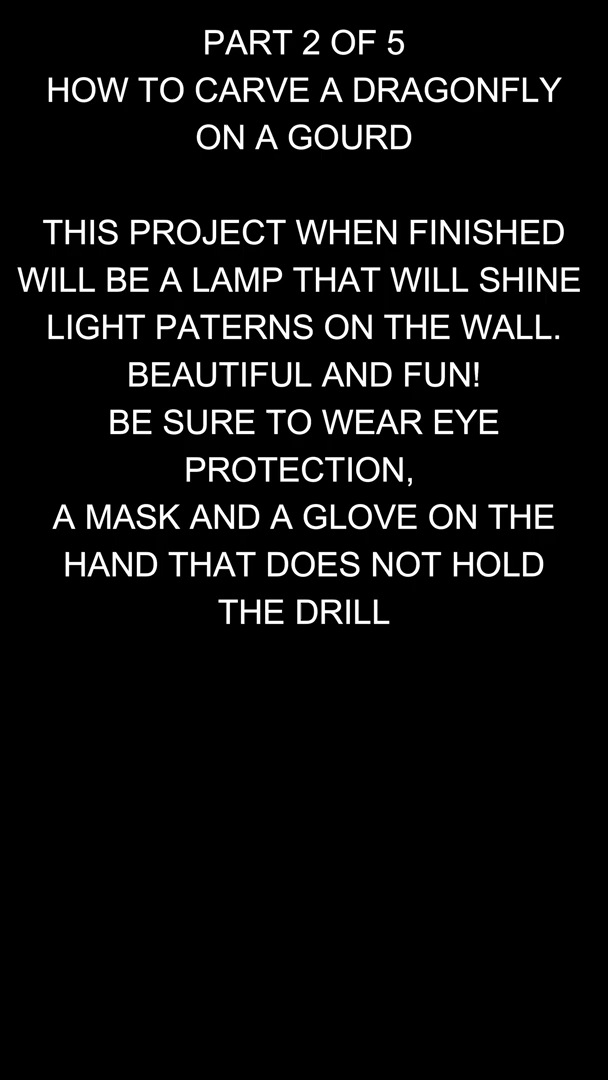 PART 2 OF 5
HOW TO CARVE A DRAGONFLY
ON A GOURD
THIS PROJECT WHEN FINISHED
WILL BE A LAMP THAT WILL SHINE
LIGHT PATERNS ON THE WALL.
BEAUTIFUL AND FUN!
BE SURE TO WEAR EYE
PROTECTION,
A MASK AND A GLOVE ON THE
HAND THAT DOES NOT HOLD
THE DRILL